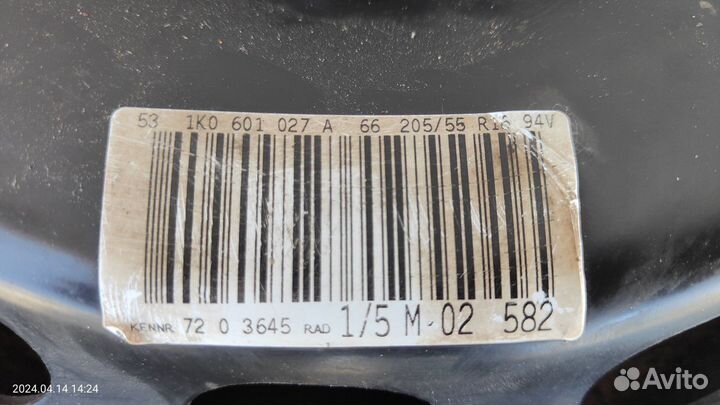 53 1K0 601 027 A 66 205/55 R16 94V
KENNR 72 0 3645 RAD 1/5 M-02 582
2024.04.14 14:24
Avito